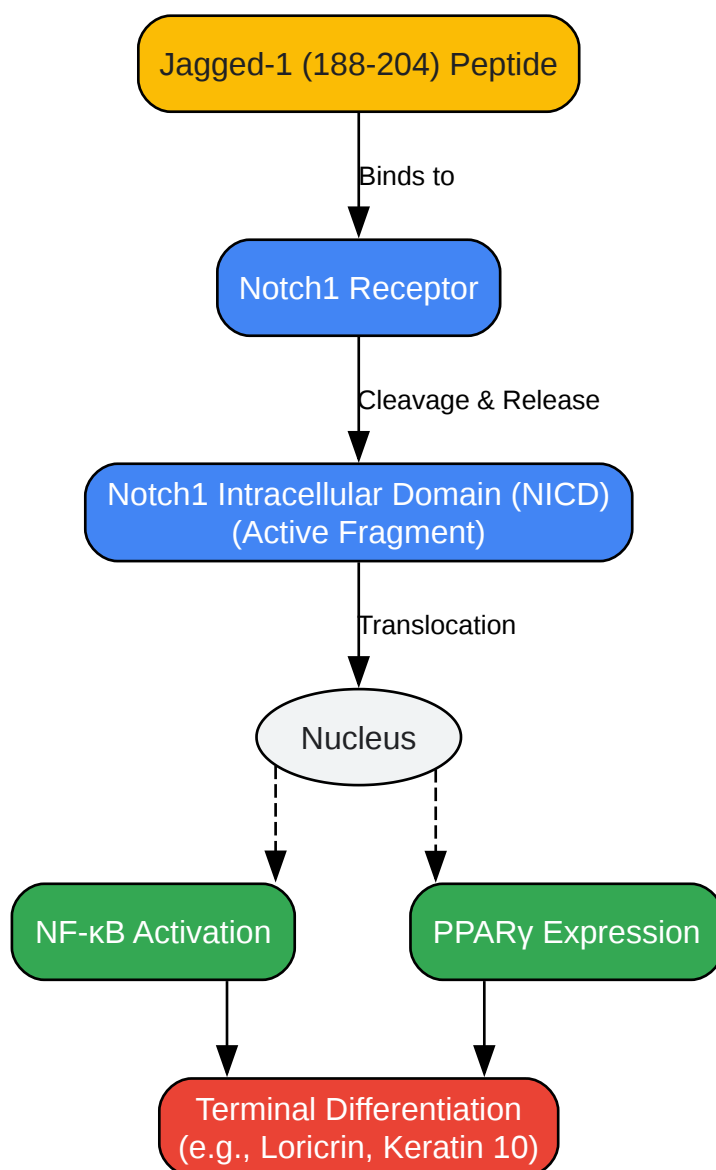 Jagged-1 (188-204) Peptide
Binds to
Notch1 Receptor
Cleavage & Release
Notch1 Intracellular Domain (NICD)
(Active Fragment)
Translocation
Nucleus
NF-κB Activation
PPARγ Expression
Terminal Differentiation
(e.g., Loricrin, Keratin 10)